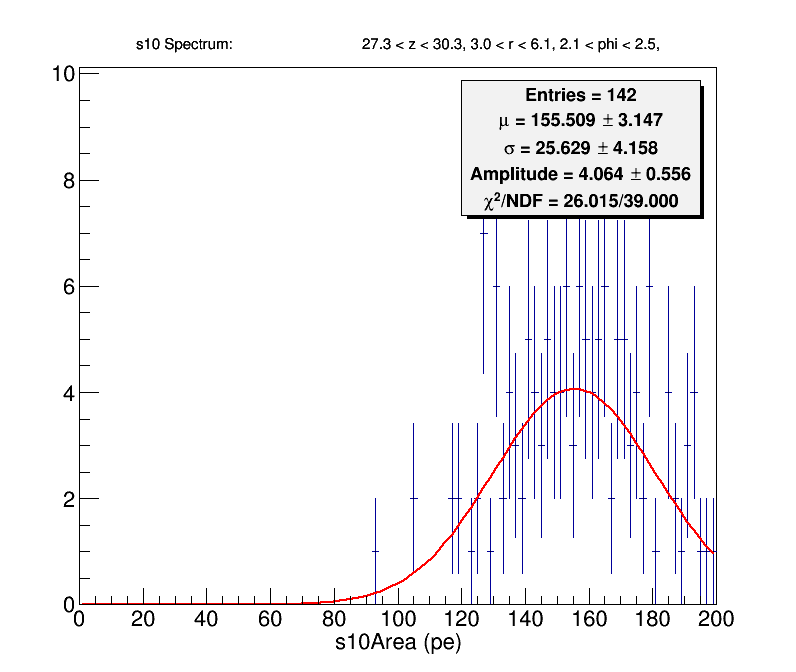 s10 Spectrum: 27.3 < z < 30.3, 3.0 < r < 6.1, 2.1 < phi < 2.5,
Entries = 142
μ = 155.509 ± 3.147
σ = 25.629 ± 4.158
Amplitude = 4.064 ± 0.556
χ²/NDF = 26.015/39.000
10
8
6
4
2
0
0 20 40 60 80 100 120 140 160 180 200
s10Area (pe)